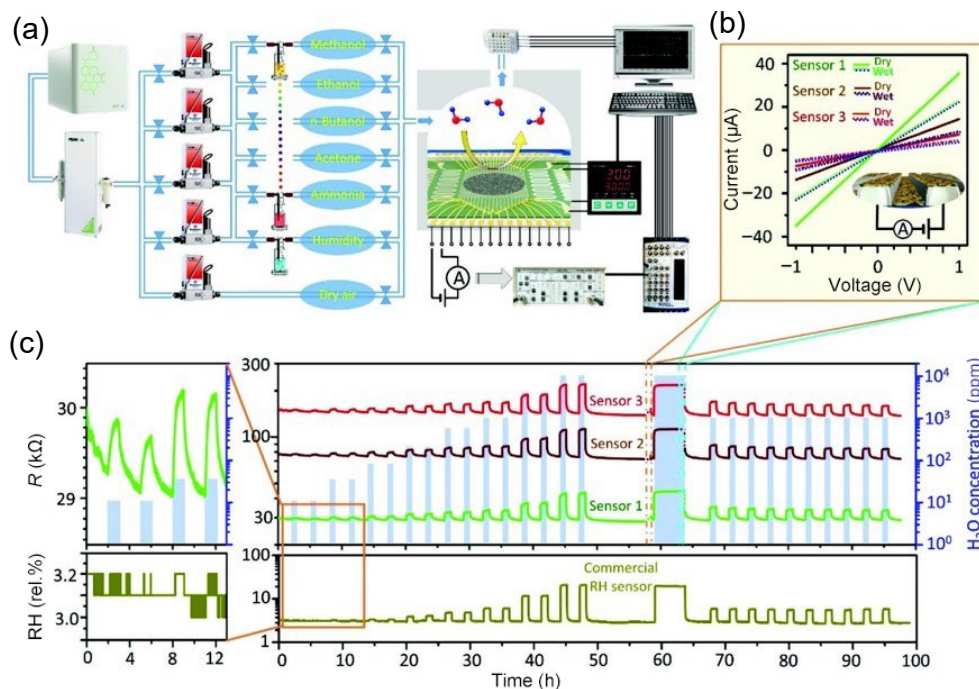 (a)
Methanol
Ethanol
n-Butanol
Acetone
Ammonia
Humidity
Dry air
A
(b)
Sensor 1 Dry
Wet
Sensor 2 Dry
Wet
Sensor 3 Dry
Wet
40
20
0
−20
−40
Current (µA)
A
−1 0 1
Voltage (V)
(c)
30
29
R (kΩ)
300
100
30
Sensor 3
Sensor 2
Sensor 1
10⁴
10³
10²
10¹
10⁰
H₂O concentration (ppm)
3.2
3.0
RH (rel.%)
0 4 8 12
100
10
1
Commercial
RH sensor
0 10 20 30 40 50 60 70 80 90 100
Time (h)